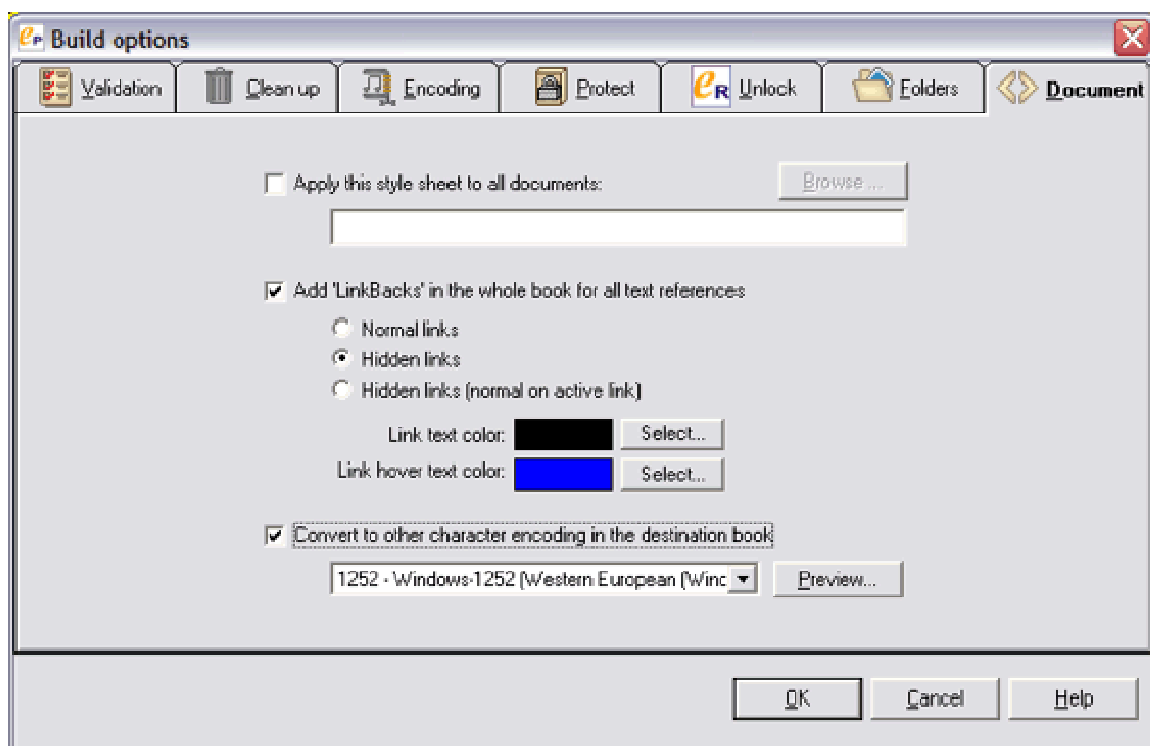 Build options
Validation Clean up Encoding Protect Unlock Folders Document
Apply this style sheet to all documents: Browse ...
Add 'LinkBacks' in the whole book for all text references
Normal links
Hidden links
Hidden links (normal on active link)
Link text color: Select...
Link hover text color: Select...
Convert to other character encoding in the destination book
1252 - Windows-1252 (Western European (Winc Preview...
OK Cancel Help